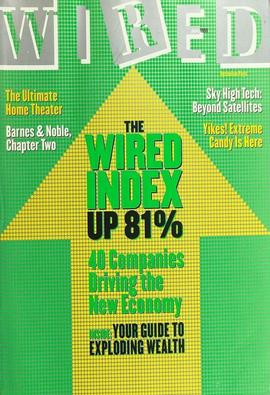 WIRED
The Ultimate
Home Theater
Barnes & Noble,
Chapter Two
Sky High Tech:
Beyond Satellites
Yikes! Extreme
Candy Is Here
THE
WIRED
INDEX
UP 81%
40 Companies
Driving the
New Economy
INSIDE: YOUR GUIDE TO
EXPLODING WEALTH